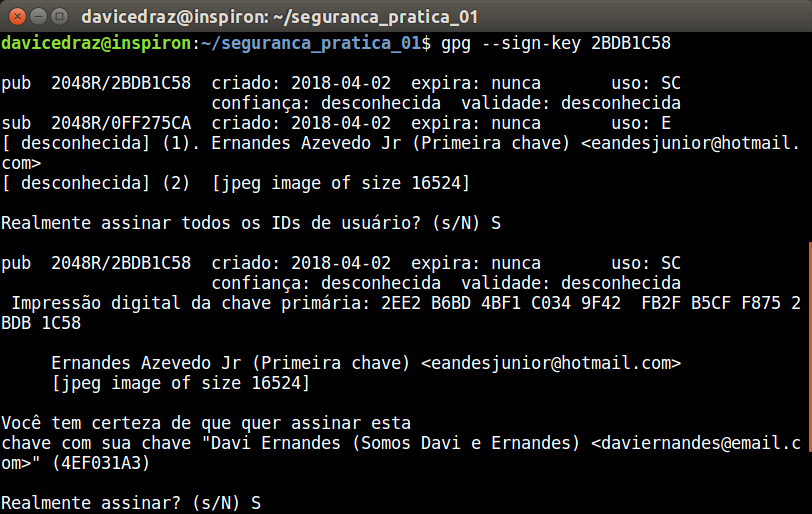 davicedraz@inspiron: ~/seguranca_pratica_01
davicedraz@inspiron:~/seguranca_pratica_01$ gpg --sign-key 2BDB1C58
pub  2048R/2BDB1C58  criado: 2018-04-02  expira: nunca       uso: SC
confiança: desconhecida  validade: desconhecida
sub  2048R/0FF275CA  criado: 2018-04-02  expira: nunca       uso: E
[ desconhecida] (1). Ernandes Azevedo Jr (Primeira chave) <eandesjunior@hotmail.
com>
[ desconhecida] (2)  [jpeg image of size 16524]
Realmente assinar todos os IDs de usuário? (s/N) S
pub  2048R/2BDB1C58  criado: 2018-04-02  expira: nunca       uso: SC
confiança: desconhecida  validade: desconhecida
Impressão digital da chave primária: 2EE2 B6BD 4BF1 C034 9F42  FB2F B5CF F875 2
BDB 1C58
Ernandes Azevedo Jr (Primeira chave) <eandesjunior@hotmail.com>
[jpeg image of size 16524]
Você tem certeza de que quer assinar esta
chave com sua chave "Davi Ernandes (Somos Davi e Ernandes) <daviernandes@email.c
om>" (4EF031A3)
Realmente assinar? (s/N) S